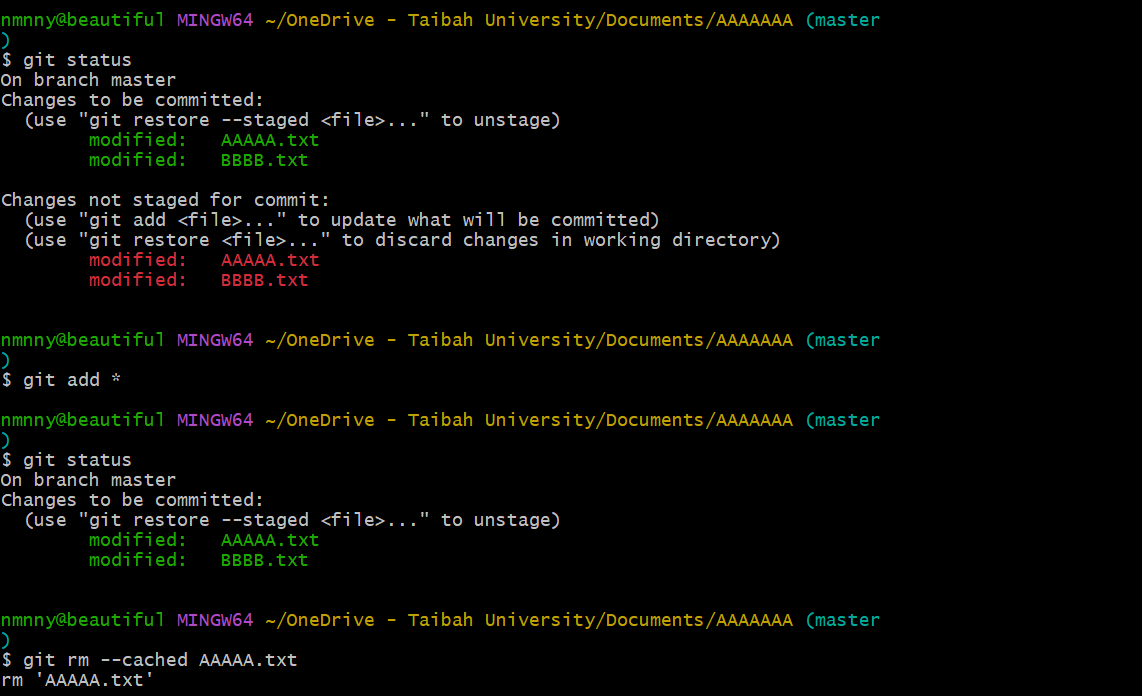 nmnny@beautiful MINGW64 ~/OneDrive - Taibah University/Documents/AAAAAAA (master
)
$ git status
On branch master
Changes to be committed:
  (use "git restore --staged <file>..." to unstage)
        modified:   AAAAA.txt
        modified:   BBBB.txt

Changes not staged for commit:
  (use "git add <file>..." to update what will be committed)
  (use "git restore <file>..." to discard changes in working directory)
        modified:   AAAAA.txt
        modified:   BBBB.txt


nmnny@beautiful MINGW64 ~/OneDrive - Taibah University/Documents/AAAAAAA (master
)
$ git add *

nmnny@beautiful MINGW64 ~/OneDrive - Taibah University/Documents/AAAAAAA (master
)
$ git status
On branch master
Changes to be committed:
  (use "git restore --staged <file>..." to unstage)
        modified:   AAAAA.txt
        modified:   BBBB.txt


nmnny@beautiful MINGW64 ~/OneDrive - Taibah University/Documents/AAAAAAA (master
)
$ git rm --cached AAAAA.txt
rm 'AAAAA.txt'